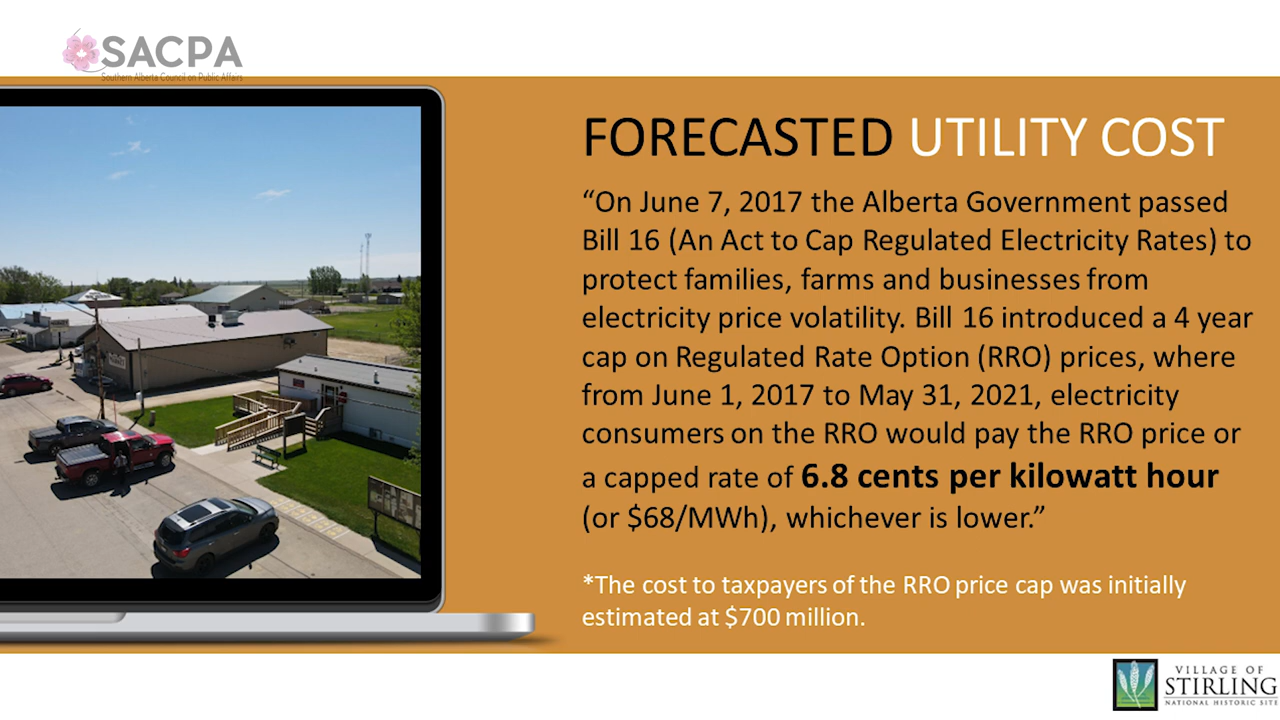 SACPA
Southern Alberta Council on Public Affairs
FORECASTED UTILITY COST
“On June 7, 2017 the Alberta Government passed
Bill 16 (An Act to Cap Regulated Electricity Rates) to
protect families, farms and businesses from
electricity price volatility. Bill 16 introduced a 4 year
cap on Regulated Rate Option (RRO) prices, where
from June 1, 2017 to May 31, 2021, electricity
consumers on the RRO would pay the RRO price or
a capped rate of 6.8 cents per kilowatt hour
(or $68/MWh), whichever is lower.”
*The cost to taxpayers of the RRO price cap was initially
estimated at $700 million.
VILLAGE OF
STIRLING
NATIONAL HISTORIC SITE